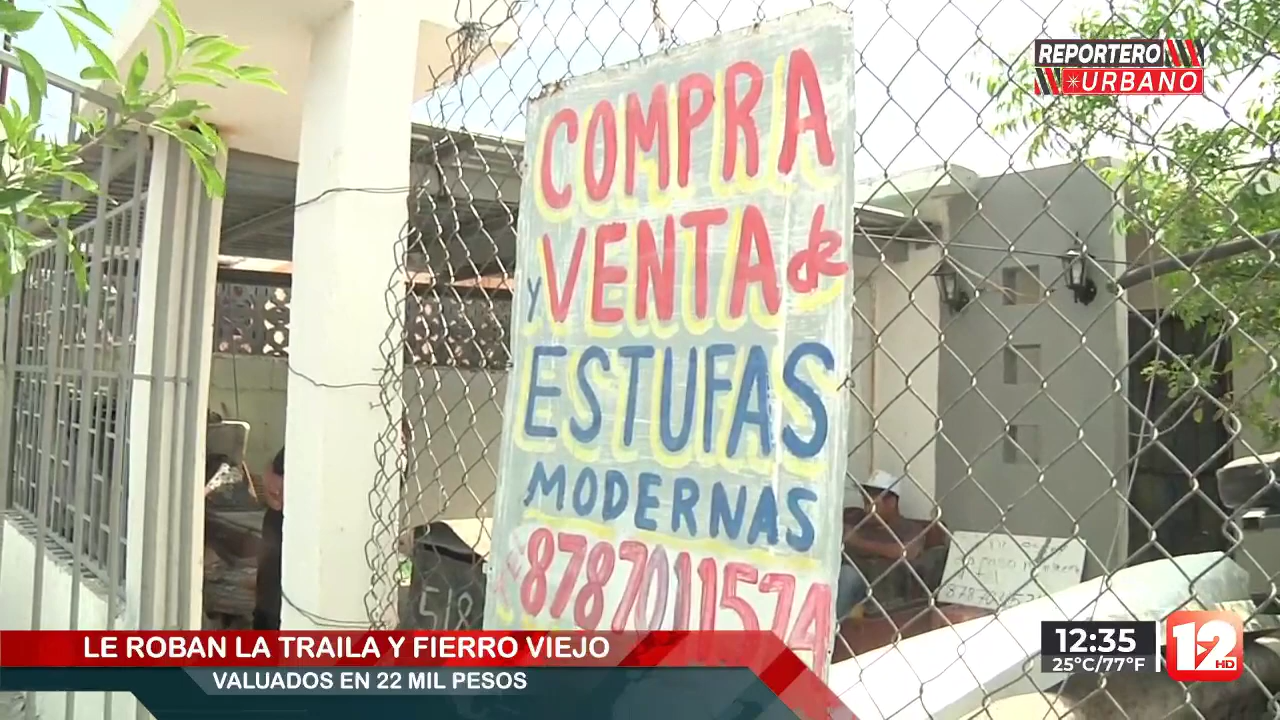 REPORTERO
URBANO
COMPRA
Y VENTA de
ESTUFAS
MODERNAS
8787011574
518
LE ROBAN LA TRAILA Y FIERRO VIEJO
VALUADOS EN 22 MIL PESOS
12:35
25°C/77°F
12
HD